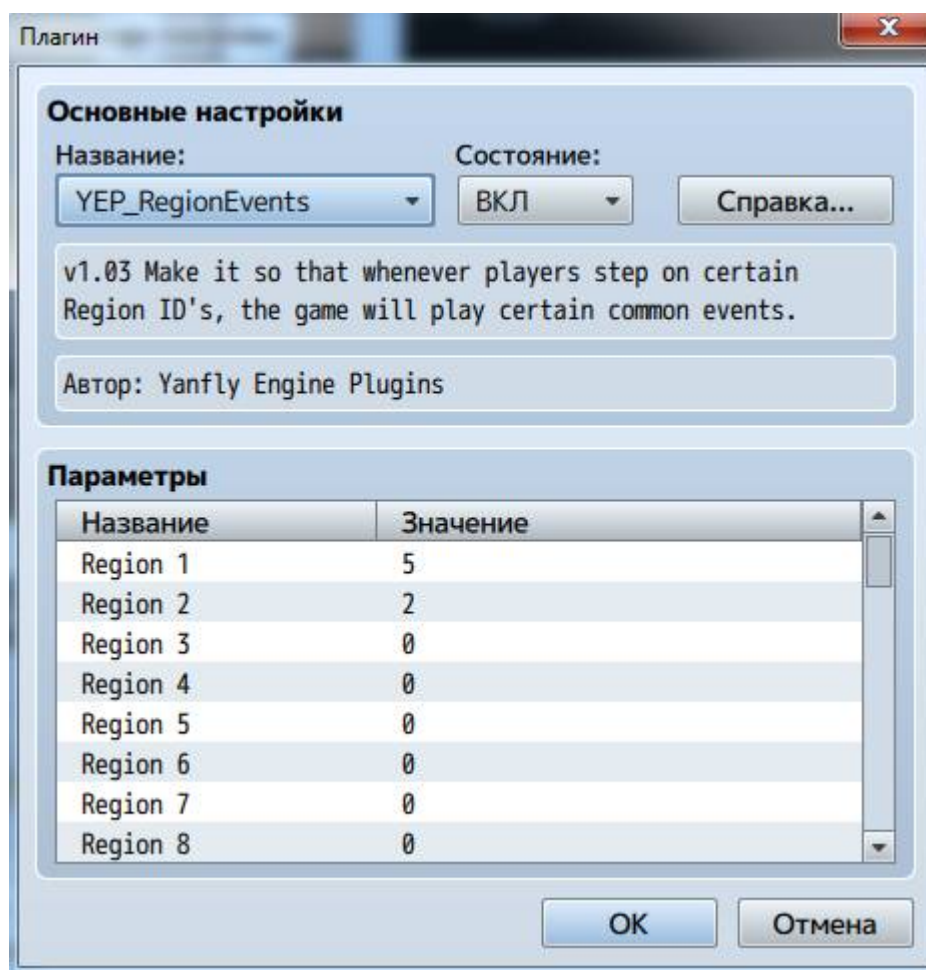 Плагин
Основные настройки
Название: Состояние:
YEP_RegionEvents ВКЛ Справка...
v1.03 Make it so that whenever players step on certain
Region ID's, the game will play certain common events.
Автор: Yanfly Engine Plugins
Параметры
Название Значение
Region 1 5
Region 2 2
Region 3 0
Region 4 0
Region 5 0
Region 6 0
Region 7 0
Region 8 0
OK Отмена